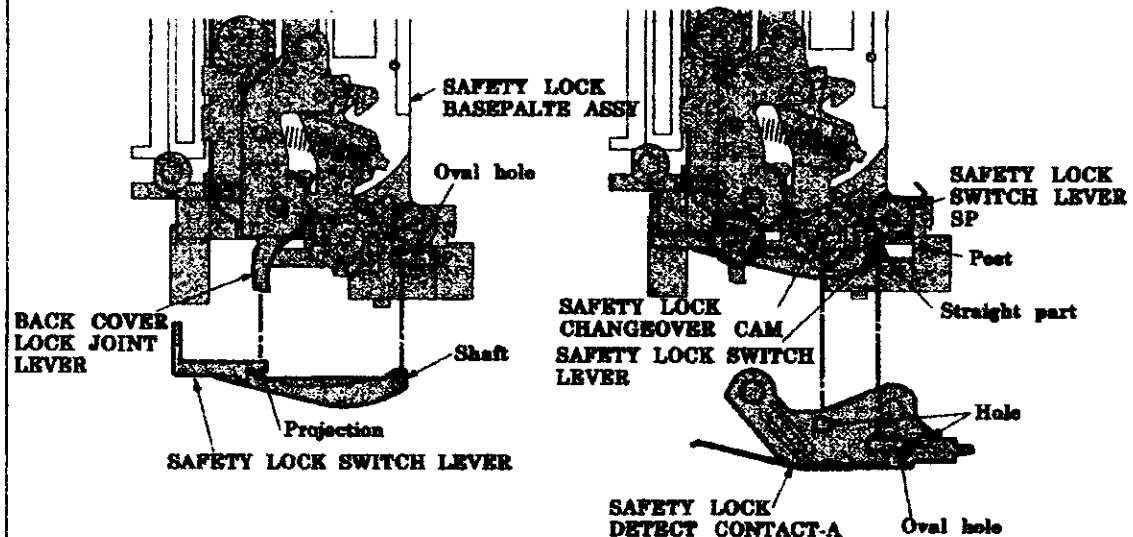 SAFETY LOCK
BASEPALTE ASSY
Oval hole
BACK COVER
LOCK JOINT
LEVER
Shaft
Projection
SAFETY LOCK SWITCH LEVER
SAFETY LOCK
SWITCH LEVER
SP
Post
Straight part
SAFETY LOCK
CHANGEOVER CAM
SAFETY LOCK SWITCH
LEVER
Hole
SAFETY LOCK
DETECT CONTACT-A
Oval hole